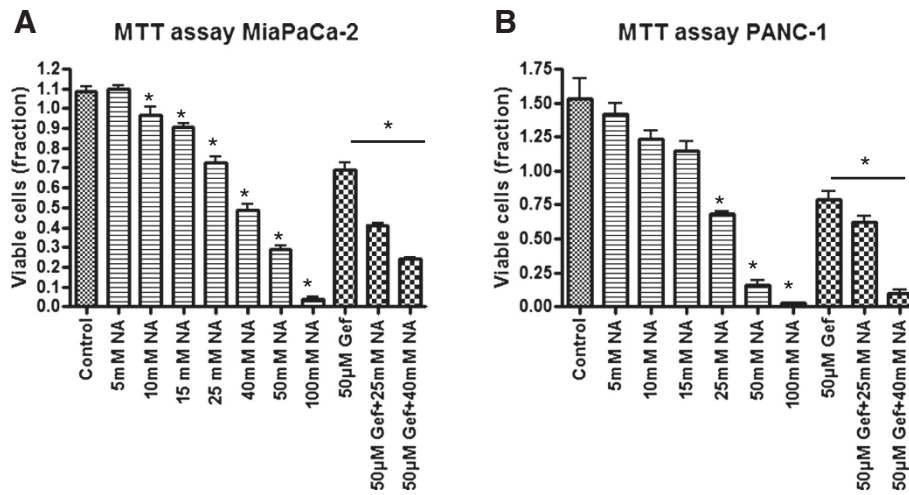 A
MTT assay MiaPaCa-2
Viable cells (fraction)
1.2
1.1
1.0
0.9
0.8
0.7
0.6
0.5
0.4
0.3
0.2
0.1
0.0
*
*
*
*
*
*
*
Control
5mM NA
10mM NA
15 mM NA
25 mM NA
40mM NA
50mM NA
100mM NA
50µM Gef
50µM Gef+25mM NA
50µM Gef+40mM NA
B
MTT assay PANC-1
Viable cells (fraction)
1.75
1.50
1.25
1.00
0.75
0.50
0.25
0.00
*
*
*
*
Control
5mM NA
10mM NA
15mM NA
25mM NA
50mM NA
100mM NA
50µM Gef
50µM Gef+25mM NA
50µM Gef+40mM NA